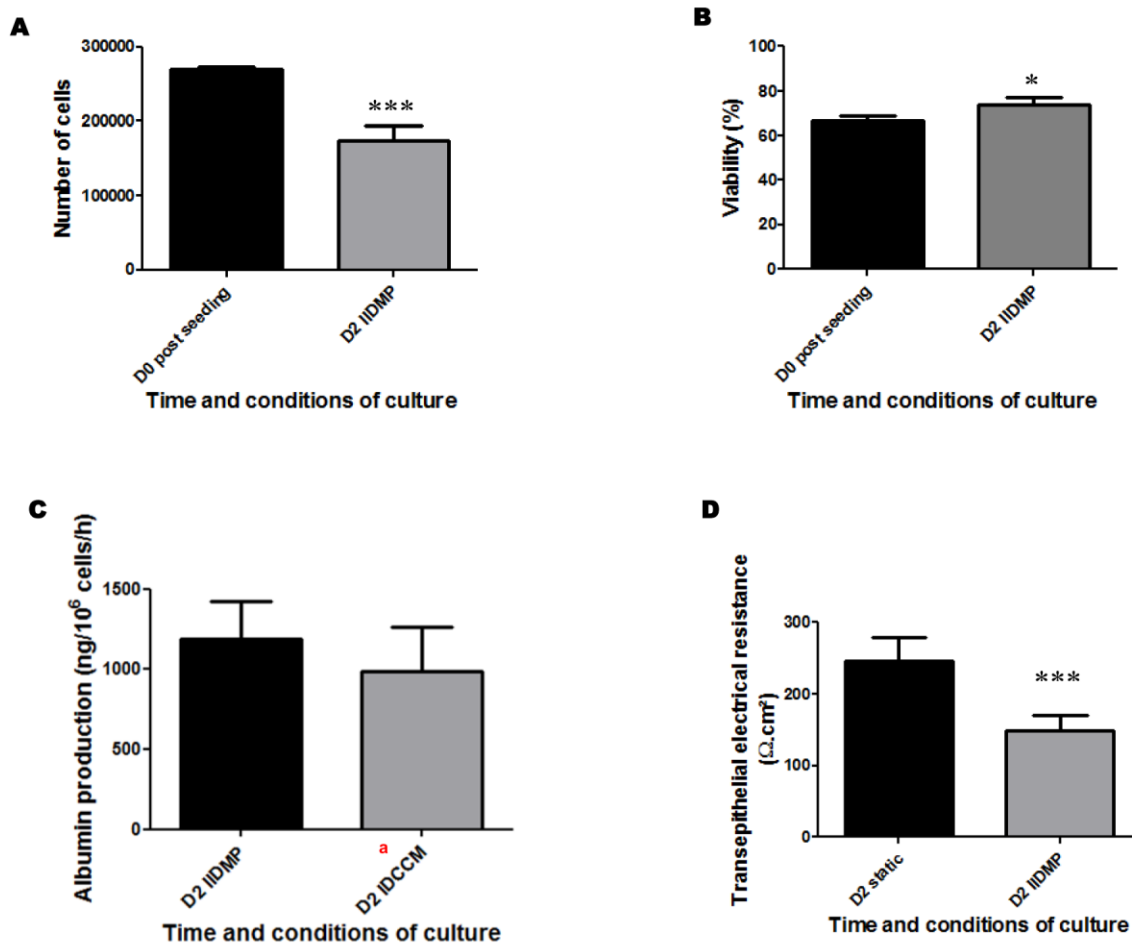 A
Number of cells
300000
200000
100000
0
***
D0 post seeding
D2 IIDMP
Time and conditions of culture
B
Viability (%)
100
80
60
40
20
0
*
D0 post seeding
D2 IIDMP
Time and conditions of culture
C
Albumin production (ng/10⁶ cells/h)
1500
1000
500
0
D2 IIDMP
a
D2 IDCCM
Time and conditions of culture
D
Transepithelial electrical resistance
(Ω.cm²)
300
200
100
0
***
D2 static
D2 IIDMP
Time and conditions of culture